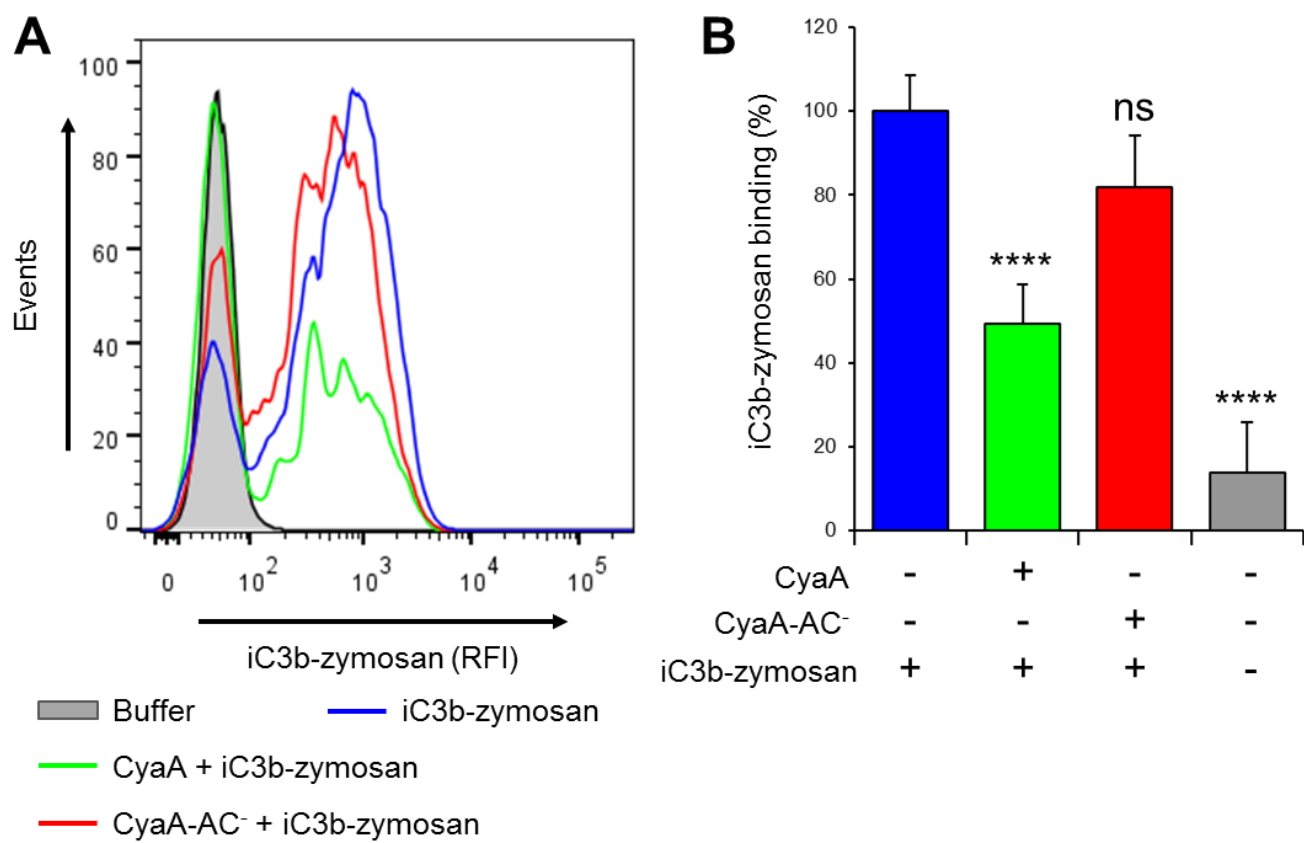 A
100
80
60
40
20
0
Events
0 10² 10³ 10⁴ 10⁵
iC3b-zymosan (RFI)
Buffer
iC3b-zymosan
CyaA + iC3b-zymosan
CyaA-AC⁻ + iC3b-zymosan
B
120
100
80
60
40
20
0
iC3b-zymosan binding (%)
****
ns
****
CyaA - + - -
CyaA-AC⁻ - - + -
iC3b-zymosan + + + -